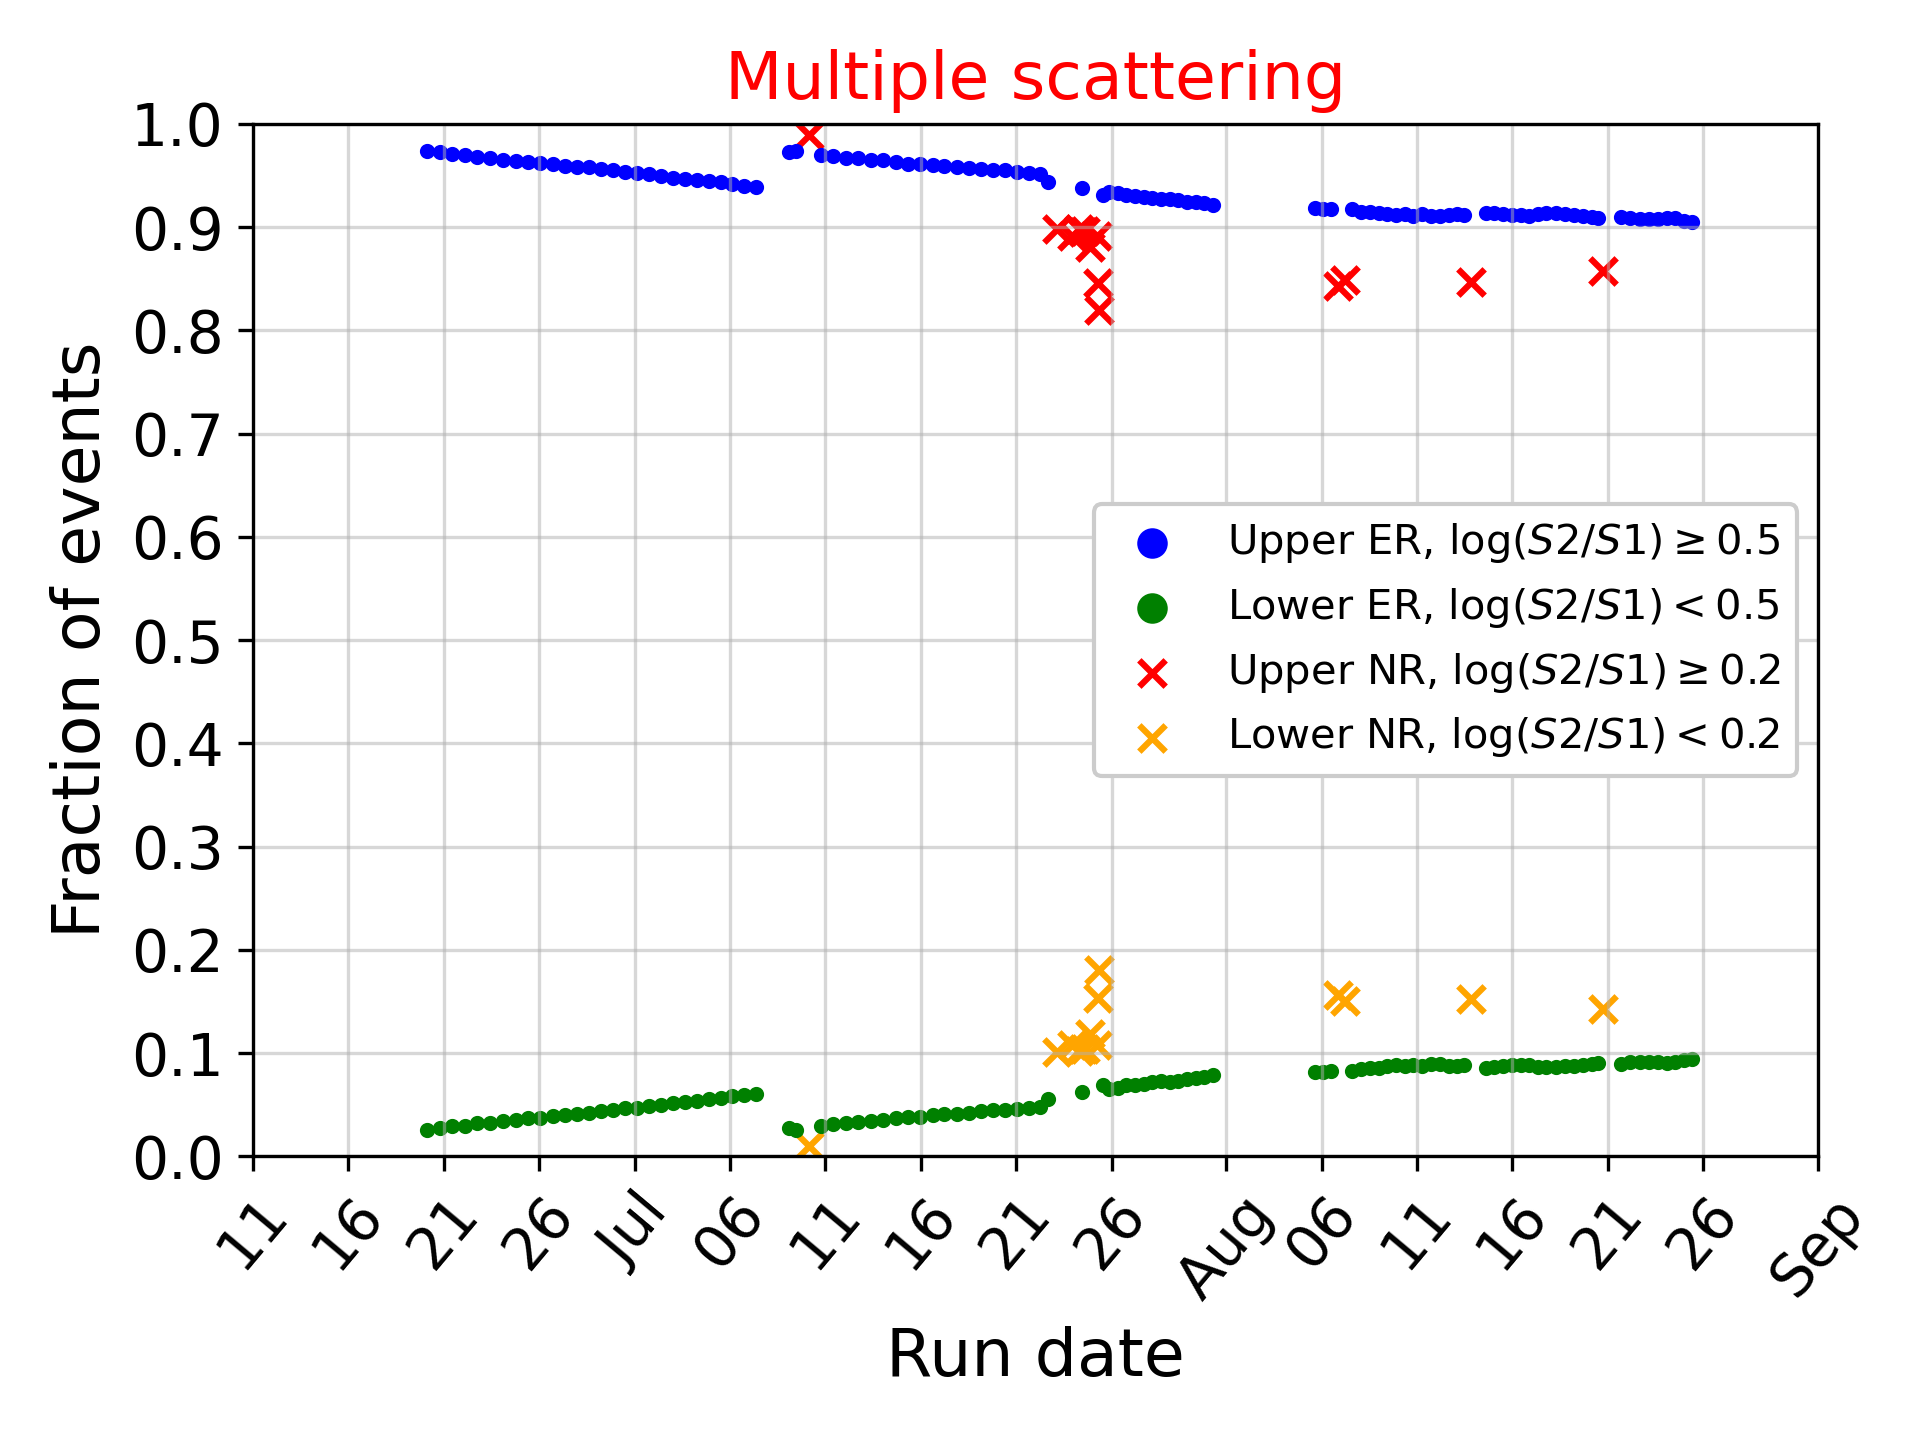 Multiple scattering
Fraction of events
1.0
0.9
0.8
0.7
0.6
0.5
0.4
0.3
0.2
0.1
0.0
Upper ER, log(S2/S1) ≥ 0.5
Lower ER, log(S2/S1) < 0.5
Upper NR, log(S2/S1) ≥ 0.2
Lower NR, log(S2/S1) < 0.2
11 16 21 26 Jul 06 11 16 21 26 Aug 06 11 16 21 26 Sep
Run date